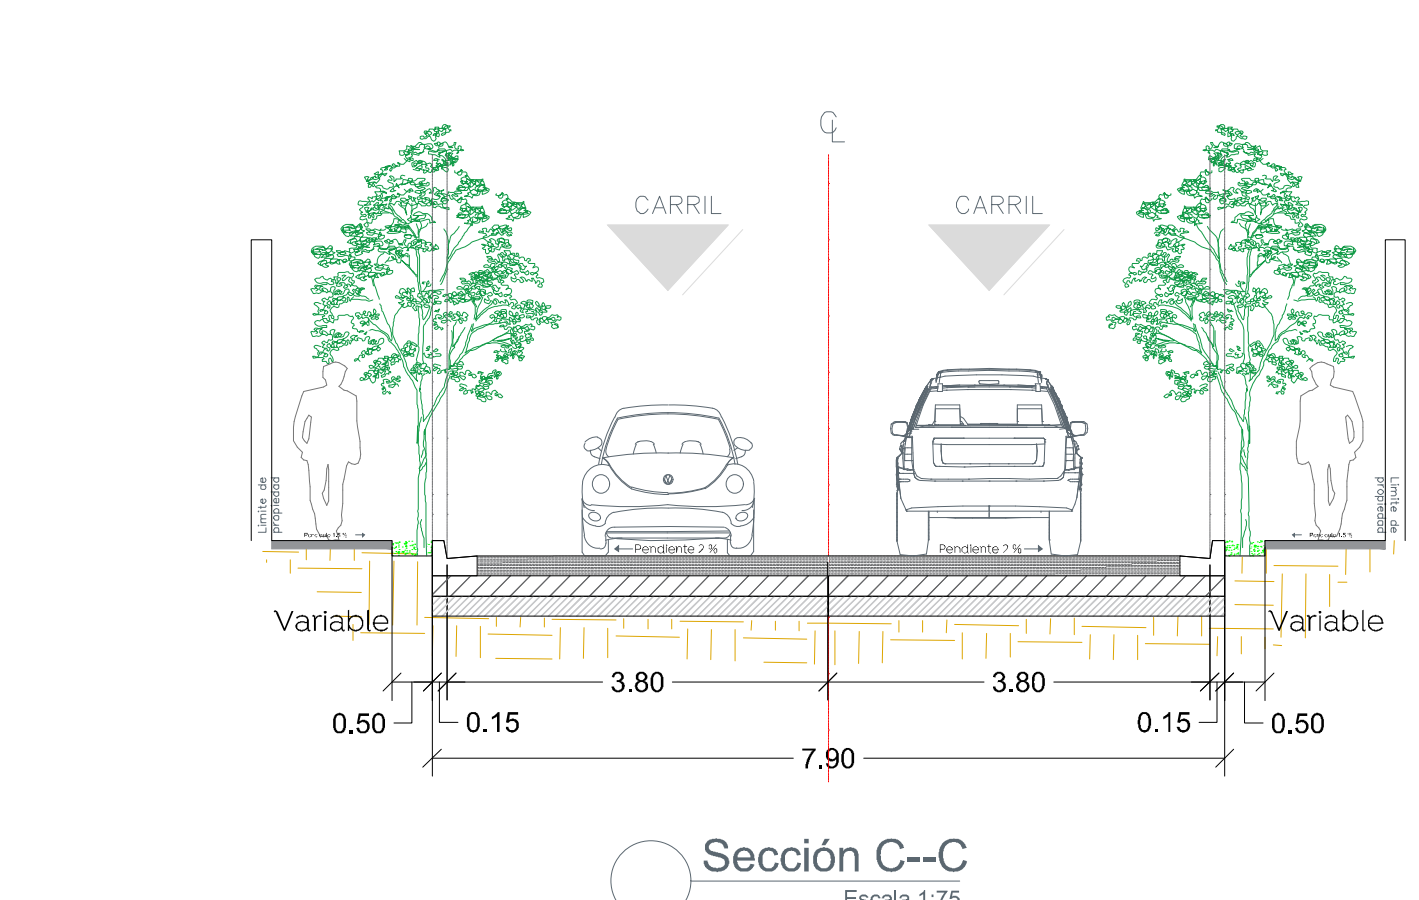 CL
CARRIL
CARRIL
Limite de
propiedad
Limite de
propiedad
Pendiente 2 %
Pendiente 2 %
Variable
Variable
3.80
3.80
0.50
0.15
0.15
0.50
7.90
Sección C--C
Escala 1:75